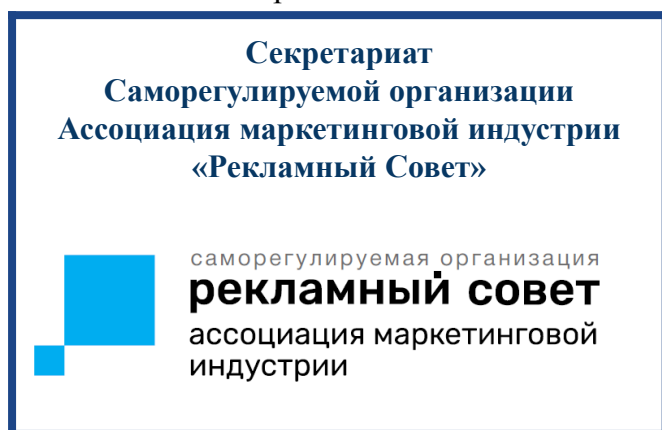 Секретариат
Саморегулируемой организации
Ассоциация маркетинговой индустрии
«Рекламный Совет»
саморегулируемая организация
рекламный совет
ассоциация маркетинговой
индустрии